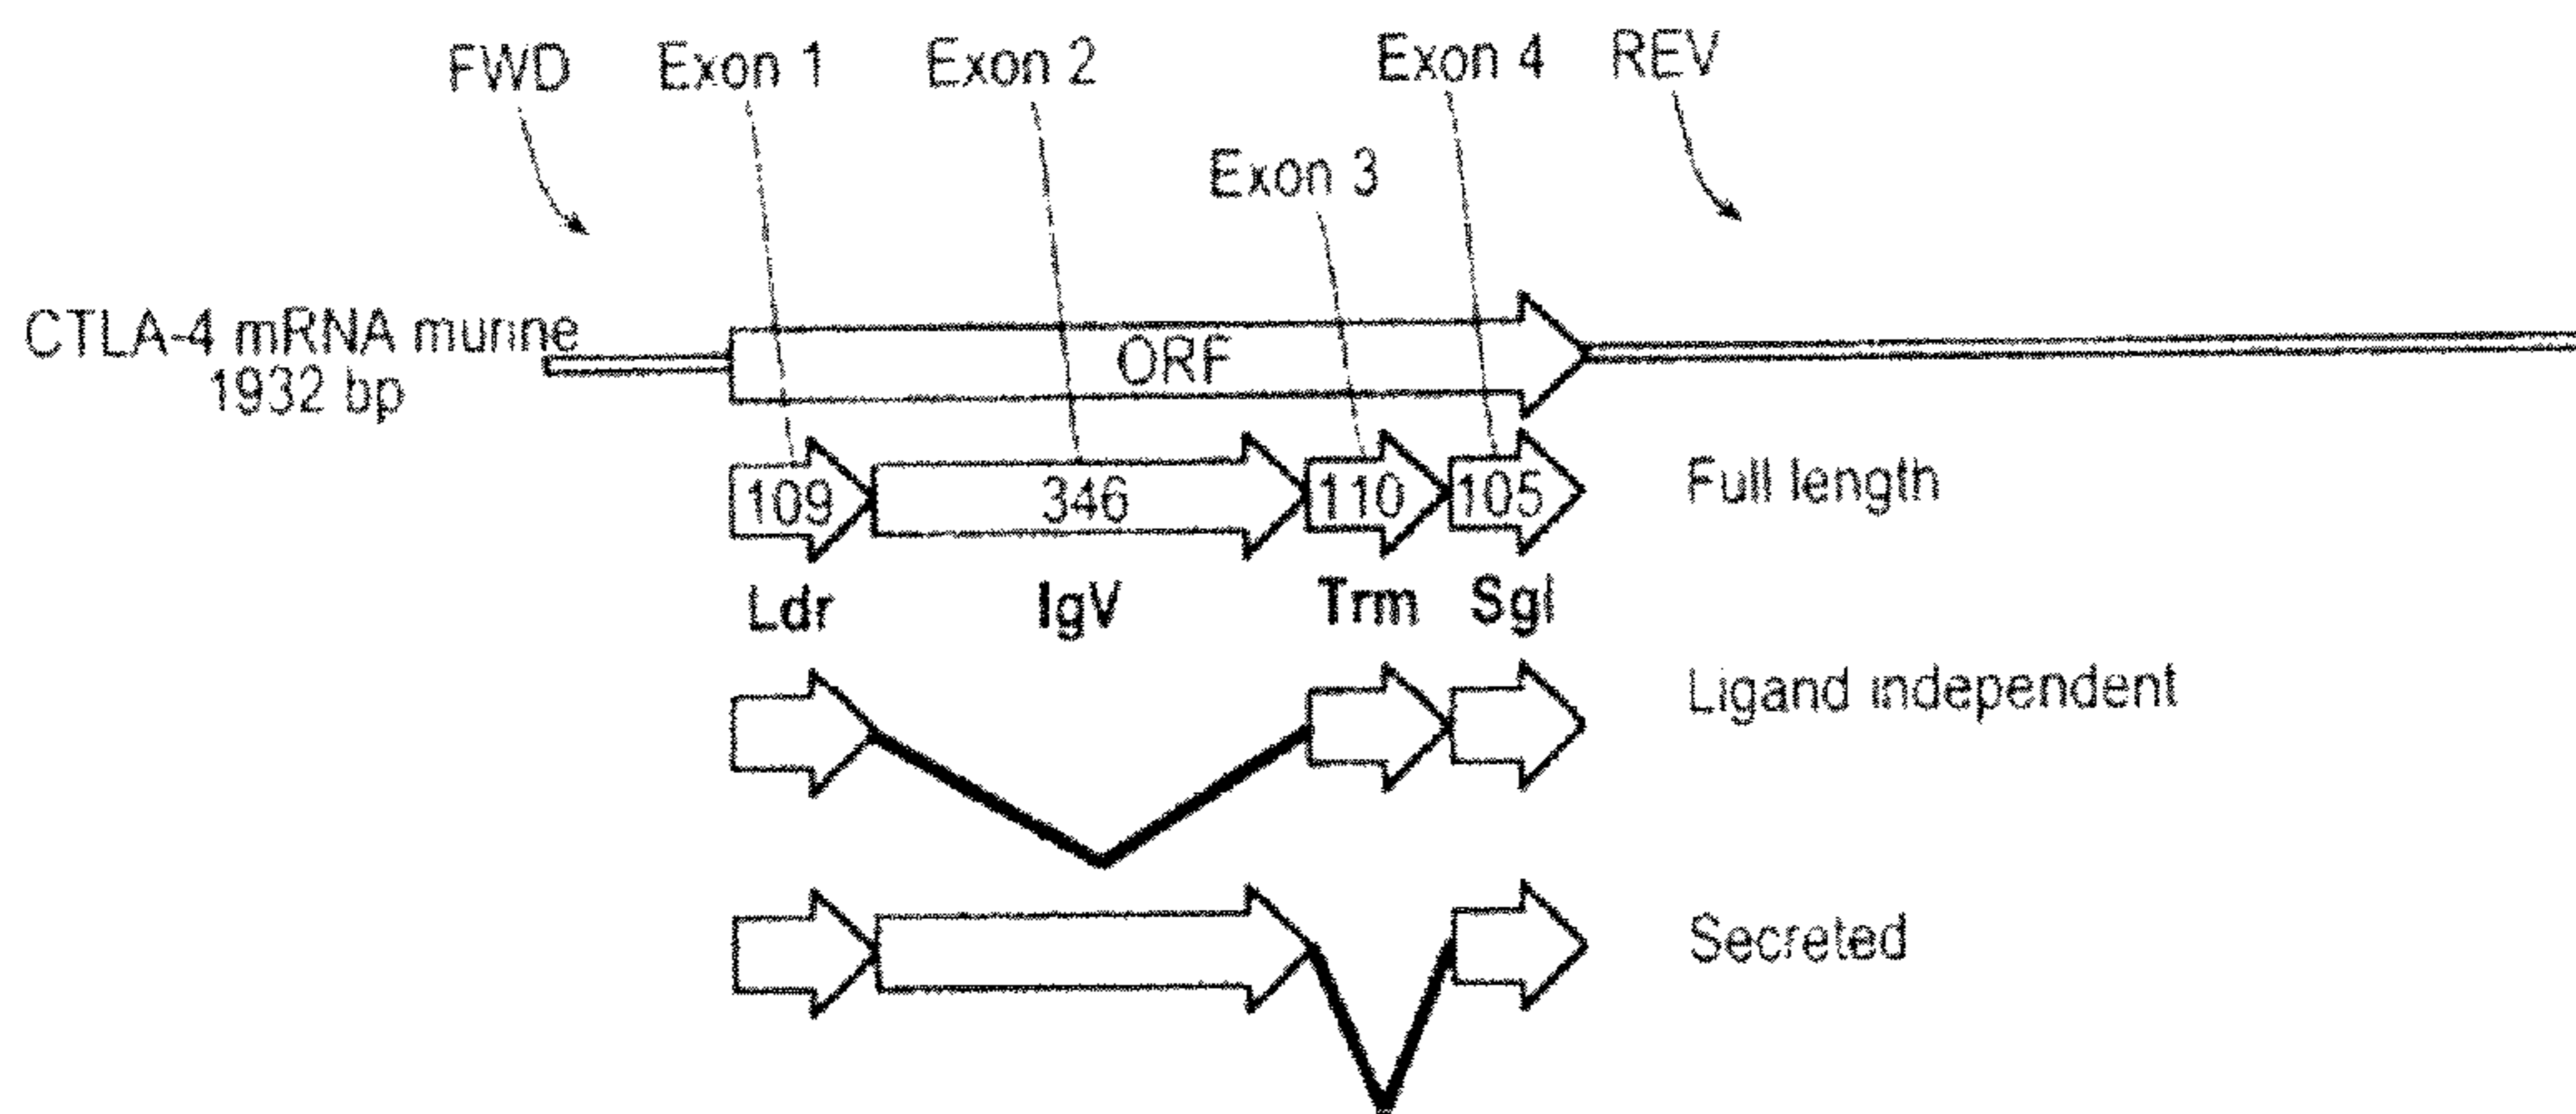 FWD
Exon 1
Exon 2
Exon 4
REV
Exon 3
CTLA-4 mRNA murine
1932 bp
ORF
109
346
110
105
Full length
Ldr
IgV
Trm
Sgl
Ligand independent
Secreted